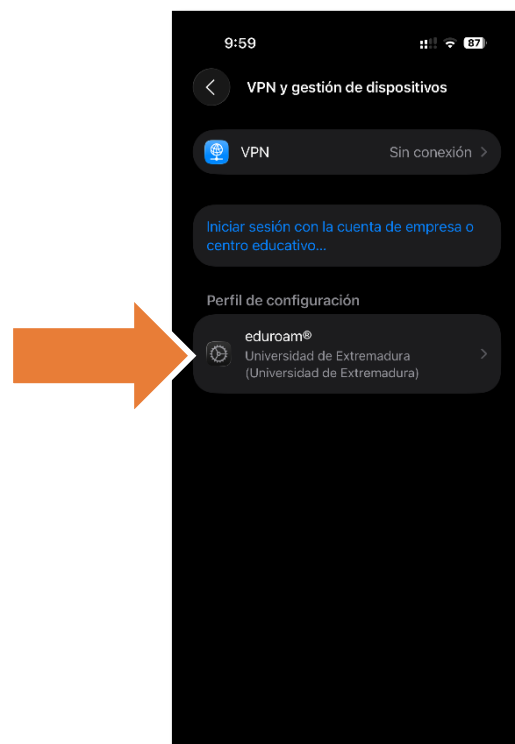 9:59
87
VPN y gestión de dispositivos
VPN
Sin conexión
Iniciar sesión con la cuenta de empresa o
centro educativo...
Perfil de configuración
eduroam®
Universidad de Extremadura
(Universidad de Extremadura)